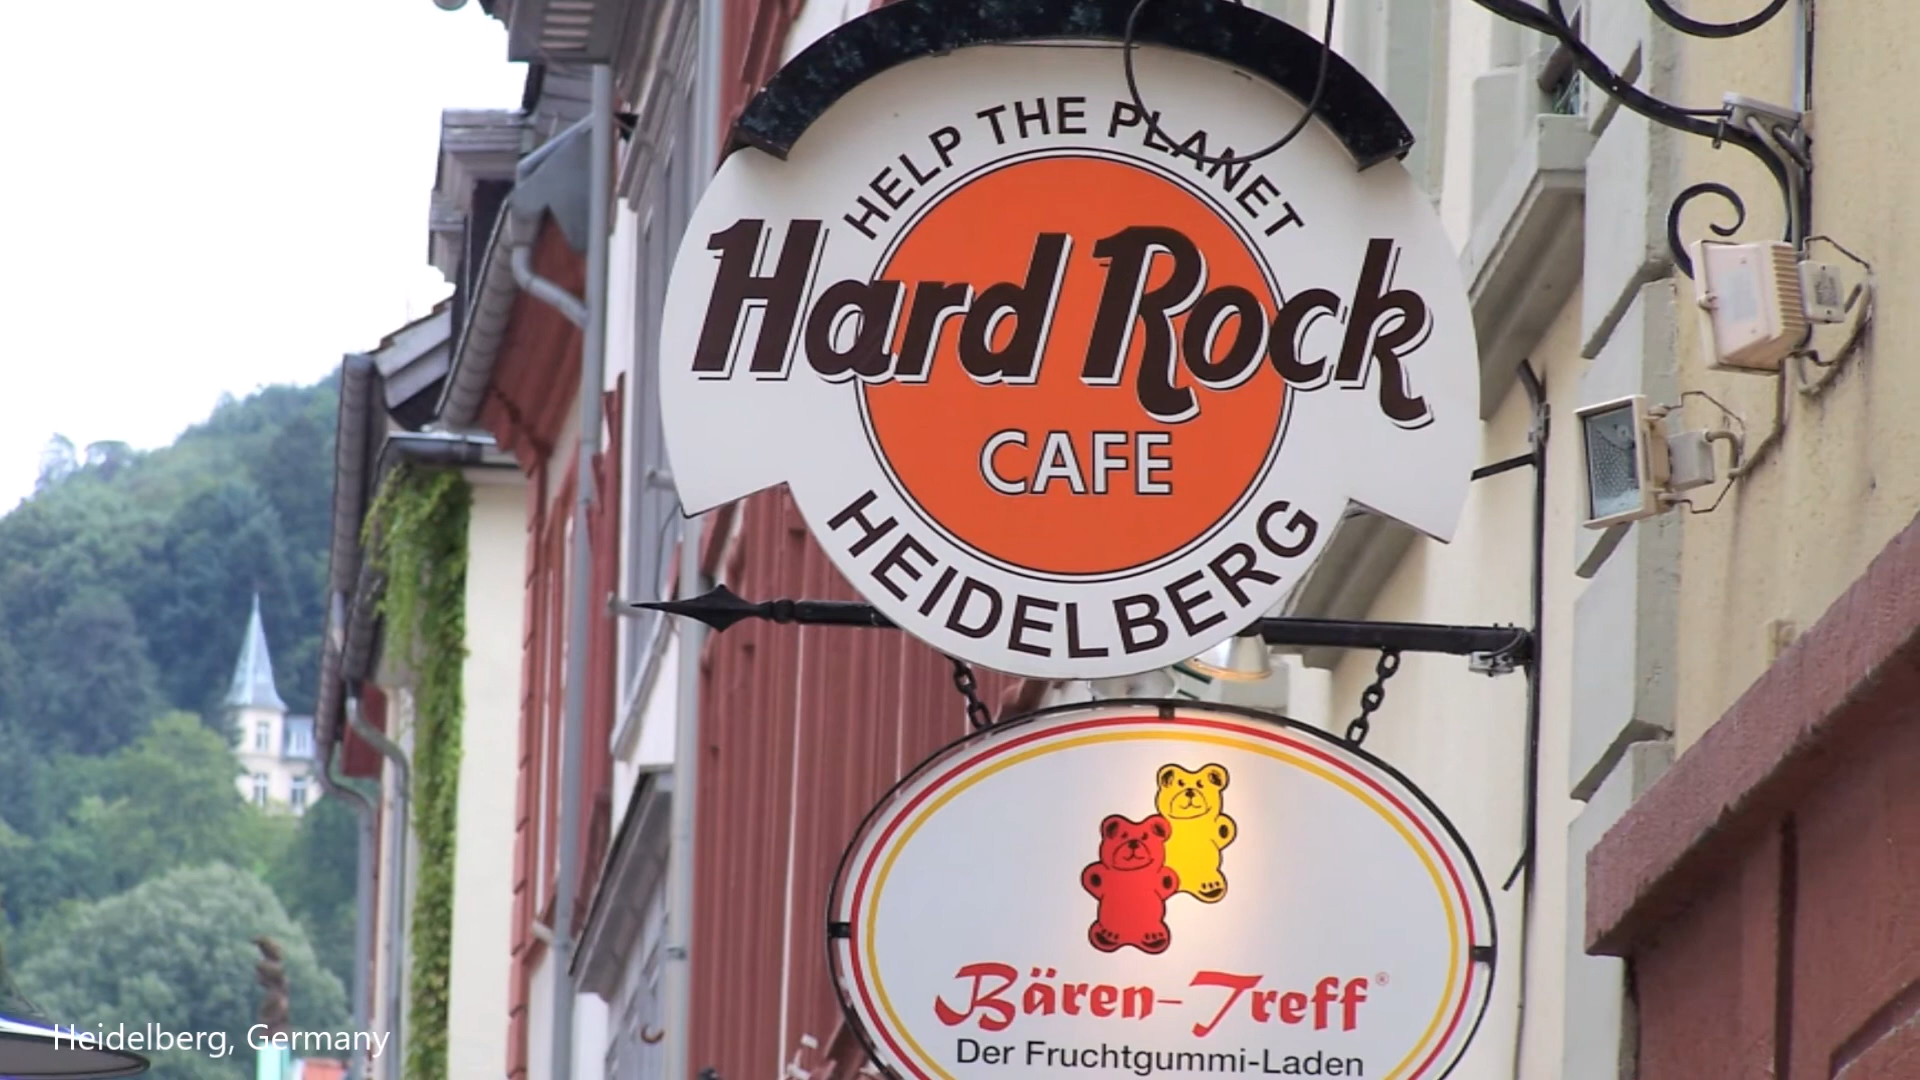 HELP THE PLANET
Hard Rock
CAFE
HEIDELBERG
Bären-Treff®
Der Fruchtgummi-Laden
Heidelberg, Germany